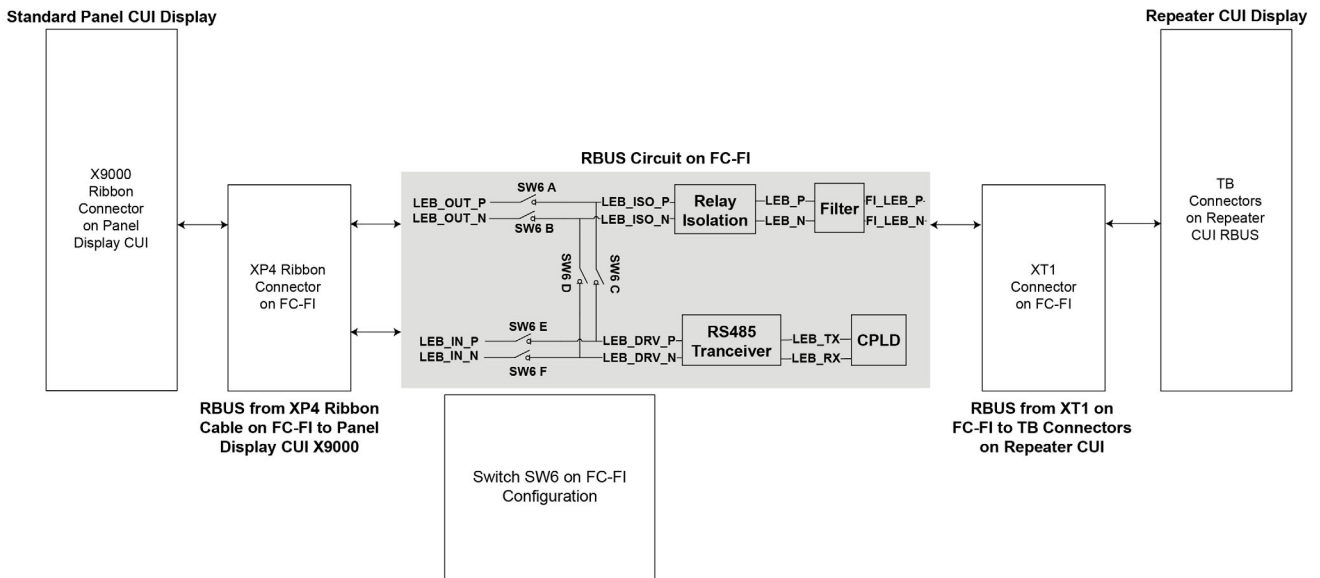 Standard Panel CUI Display
Repeater CUI Display
X9000
Ribbon
Connector
on Panel
Display CUI
XP4 Ribbon
Connector
on FC-FI
RBUS from XP4 Ribbon
Cable on FC-FI to Panel
Display CUI X9000
RBUS Circuit on FC-FI
LEB_OUT_P
LEB_OUT_N
SW6 A
SW6 B
LEB_ISO_P
LEB_ISO_N
Relay
Isolation
LEB_P
LEB_N
Filter
FI_LEB_P
FI_LEB_N
SW6 D
SW6 C
LEB_IN_P
LEB_IN_N
SW6 E
SW6 F
LEB_DRV_P
LEB_DRV_N
RS485
Tranceiver
LEB_TX
LEB_RX
CPLD
Switch SW6 on FC-FI
Configuration
XT1
Connector
on FC-FI
RBUS from XT1 on
FC-FI to TB Connectors
on Repeater CUI
TB
Connectors
on Repeater
CUI RBUS